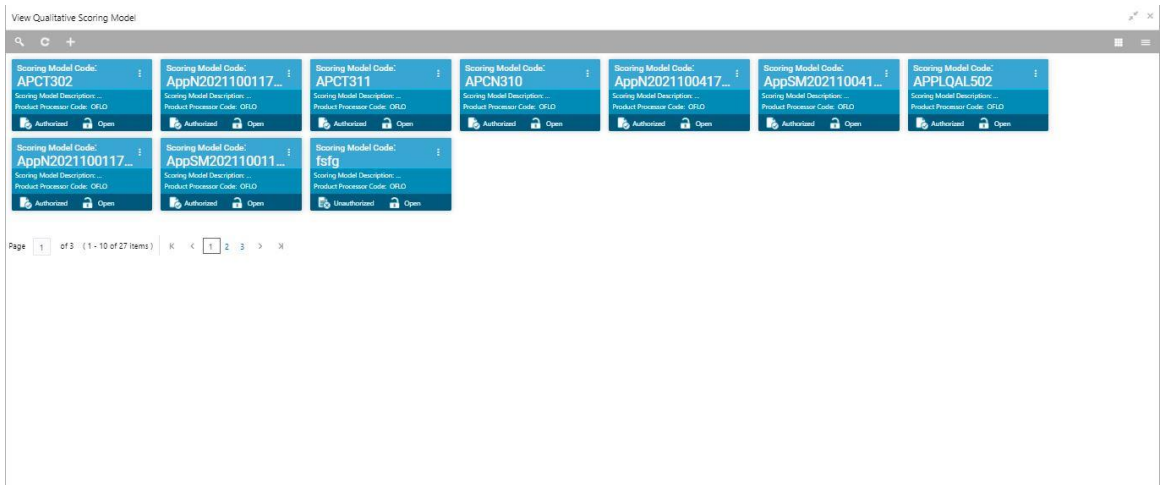 View Qualitative Scoring Model
Scoring Model Code:
APCT302
Scoring Model Description: ...
Product Processor Code: OFLO
Authorized Open
Scoring Model Code:
AppN2021100117...
Scoring Model Description: ...
Product Processor Code: OFLO
Authorized Open
Scoring Model Code:
APCT311
Scoring Model Description: ...
Product Processor Code: OFLO
Authorized Open
Scoring Model Code:
APCN310
Scoring Model Description: ...
Product Processor Code: OFLO
Authorized Open
Scoring Model Code:
AppN2021100417...
Scoring Model Description: ...
Product Processor Code: OFLO
Authorized Open
Scoring Model Code:
AppSM202110041...
Scoring Model Description: ...
Product Processor Code: OFLO
Authorized Open
Scoring Model Code:
APPLQAL502
Scoring Model Description: ...
Product Processor Code: OFLO
Authorized Open
Scoring Model Code:
AppN2021100117...
Scoring Model Description: ...
Product Processor Code: OFLO
Authorized Open
Scoring Model Code:
AppSM202110011...
Scoring Model Description: ...
Product Processor Code: OFLO
Authorized Open
Scoring Model Code:
fsfg
Scoring Model Description: ...
Product Processor Code: OFLO
Unauthorized Open
Page 1 of 3 (1 - 10 of 27 items) 1 2 3